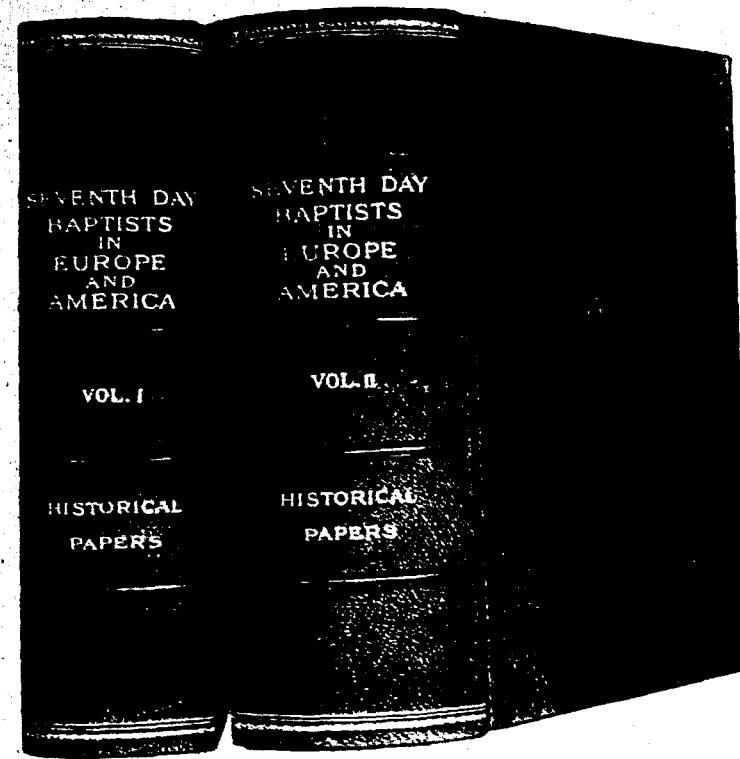 SEVENTH DAY
BAPTISTS
IN
EUROPE
AND
AMERICA
VOL. I
HISTORICAL
PAPERS
SEVENTH DAY
BAPTISTS
IN
EUROPE
AND
AMERICA
VOL. II
HISTORICAL
PAPERS